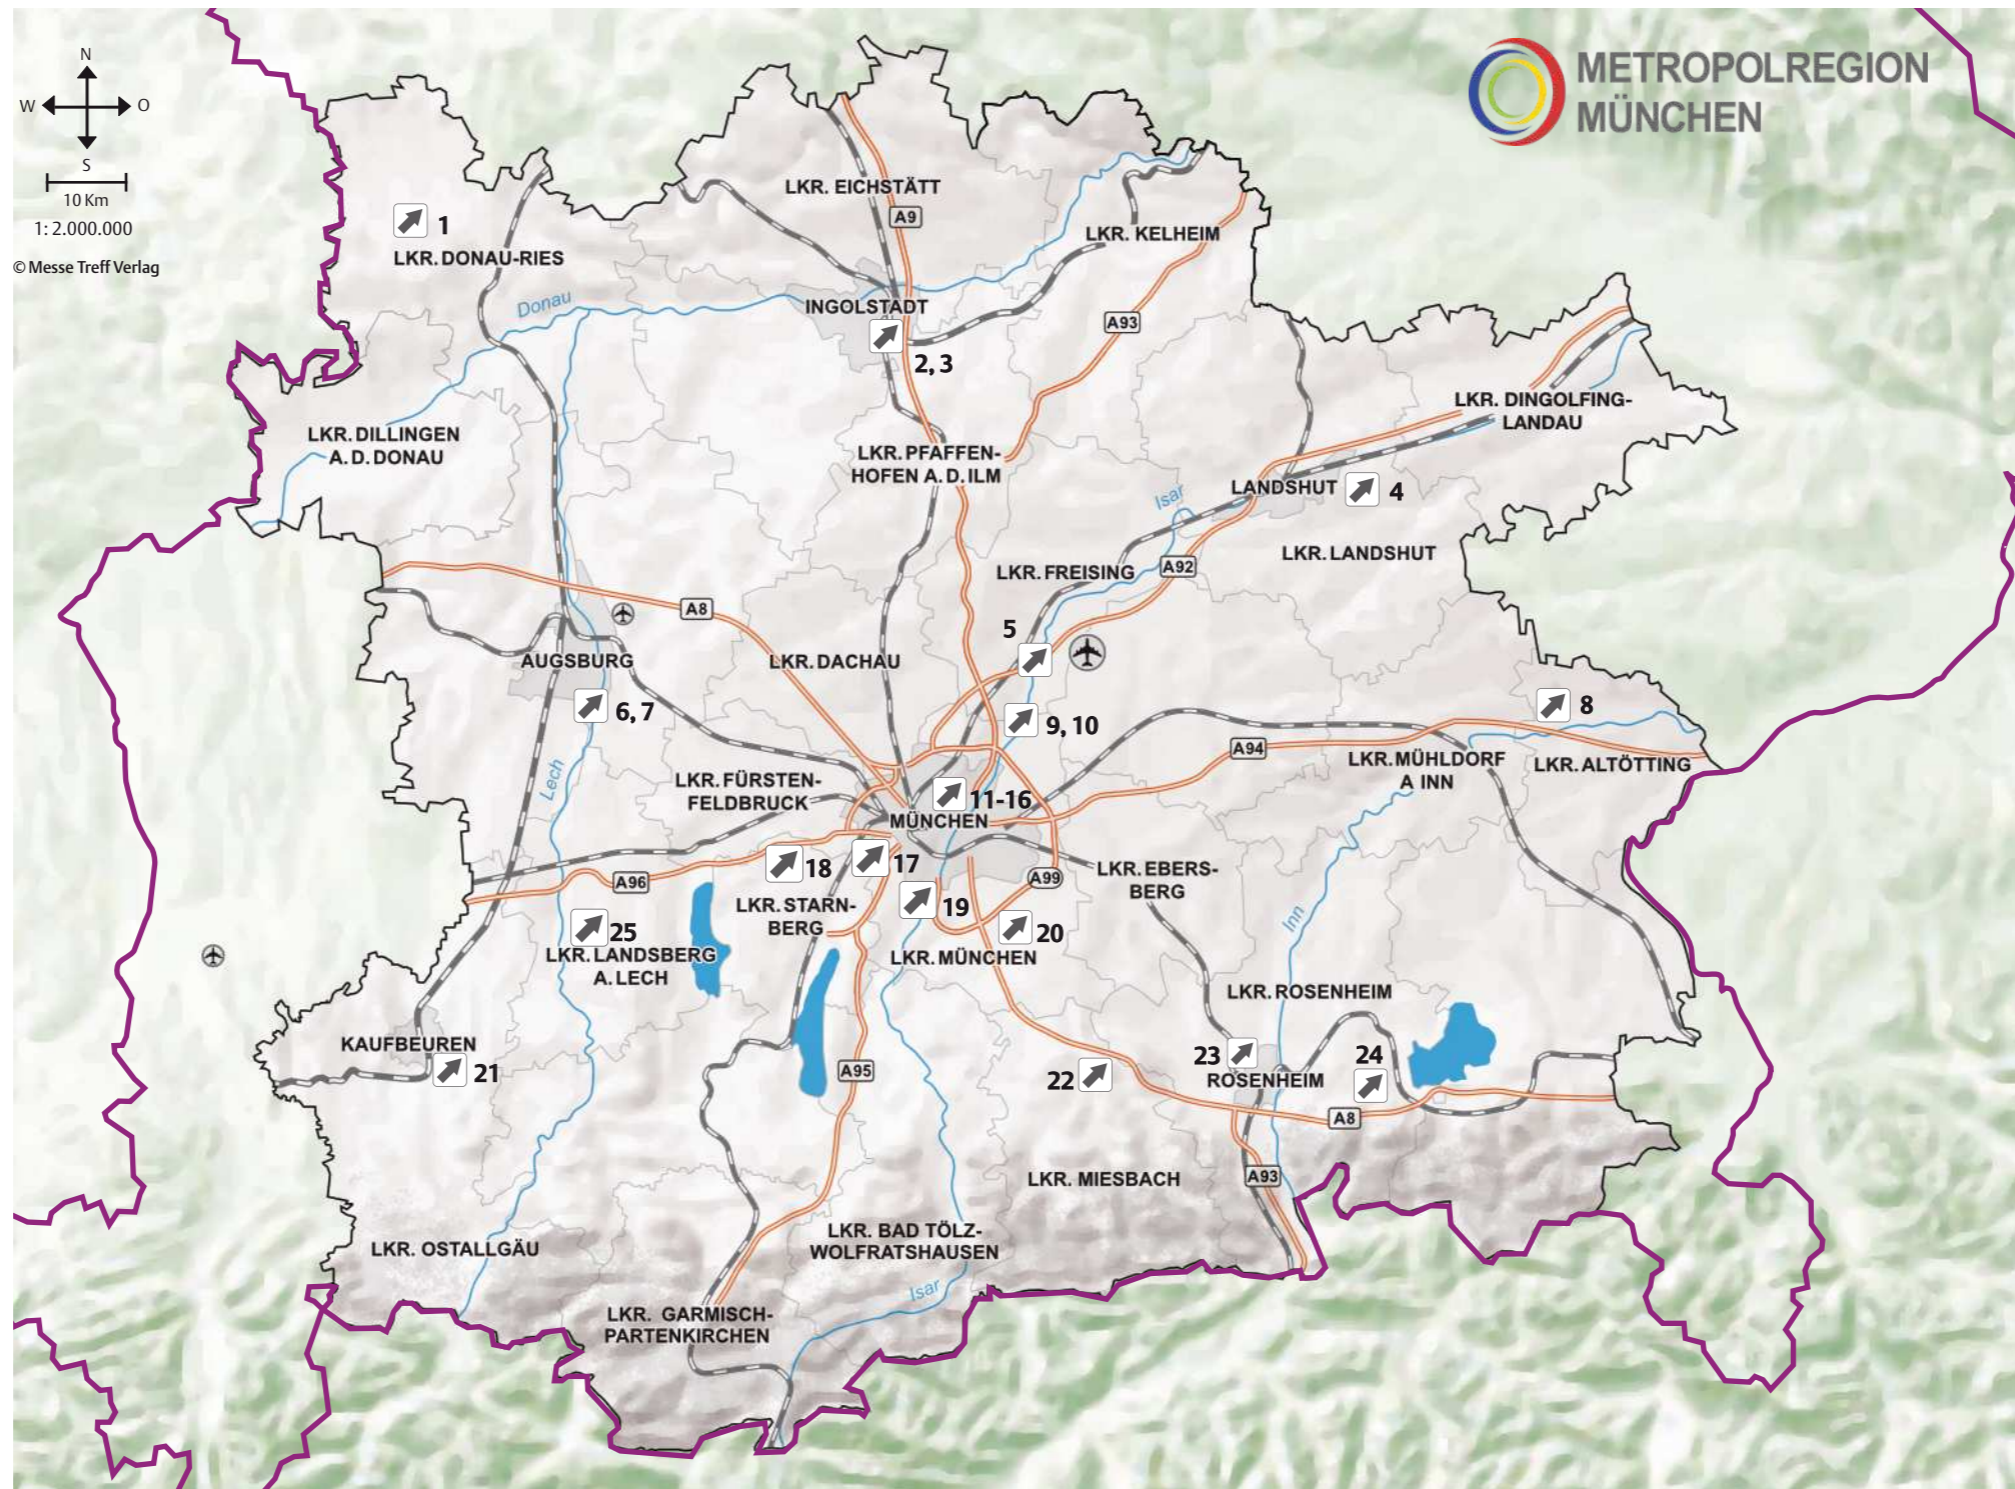 METROPOLREGION
MÜNCHEN
N
W
O
S
10 Km
1: 2.000.000
© Messe Treff Verlag
LKR. EICHSTÄTT
A9
1
LKR. DONAU-RIES
LKR. KELHEIM
Donau
INGOLSTADT
2, 3
A93
LKR. DINGOLFING-
LANDAU
LKR. DILLINGEN
A. D. DONAU
LKR. PFAFFEN-
HOFEN A. D. ILM
LANDSHUT
4
Isar
LKR. LANDSHUT
LKR. FREISING
A92
A8
5
AUGSBURG
LKR. DACHAU
6, 7
9, 10
8
Lech
A94
LKR. MÜHLDORF
A INN
LKR. ALTÖTTING
LKR. FÜRSTEN-
FELDBRUCK
11-16
MÜNCHEN
18
17
A96
A99
LKR. EBERS-
BERG
LKR. STARN-
BERG
19
20
Inn
25
LKR. LANDSBERG
A. LECH
LKR. MÜNCHEN
LKR. ROSENHEIM
KAUFBEUREN
21
A95
22
23
ROSENHEIM
24
A8
LKR. MIESBACH
A93
LKR. OSTALLGÄU
LKR. BAD TÖLZ-
WOLFRATSHAUSEN
Isar
LKR. GARMISCH-
PARTENKIRCHEN